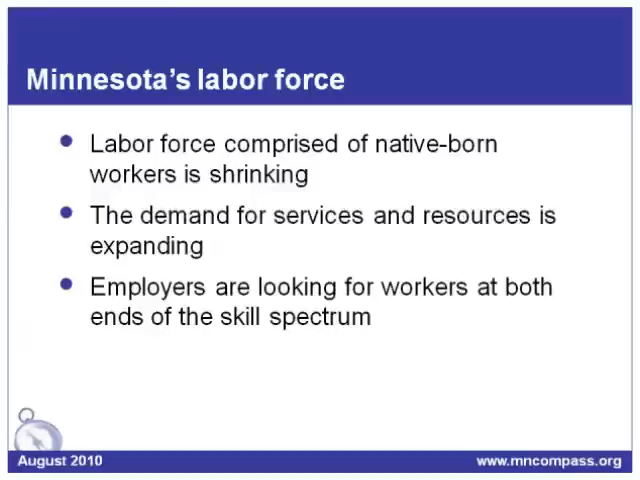 Minnesota's labor force
Labor force comprised of native-born
workers is shrinking
The demand for services and resources is
expanding
Employers are looking for workers at both
ends of the skill spectrum
August 2010
www.mncompass.org